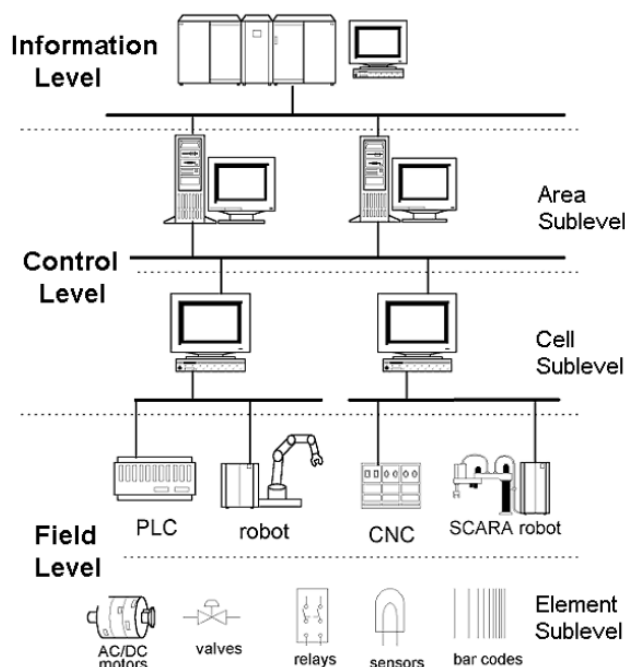 Information
Level
Area
Sublevel
Control
Level
Cell
Sublevel
PLC
robot
CNC
SCARA robot
Field
Level
Element
Sublevel
AC/DC
motors
valves
relays
sensors
bar codes